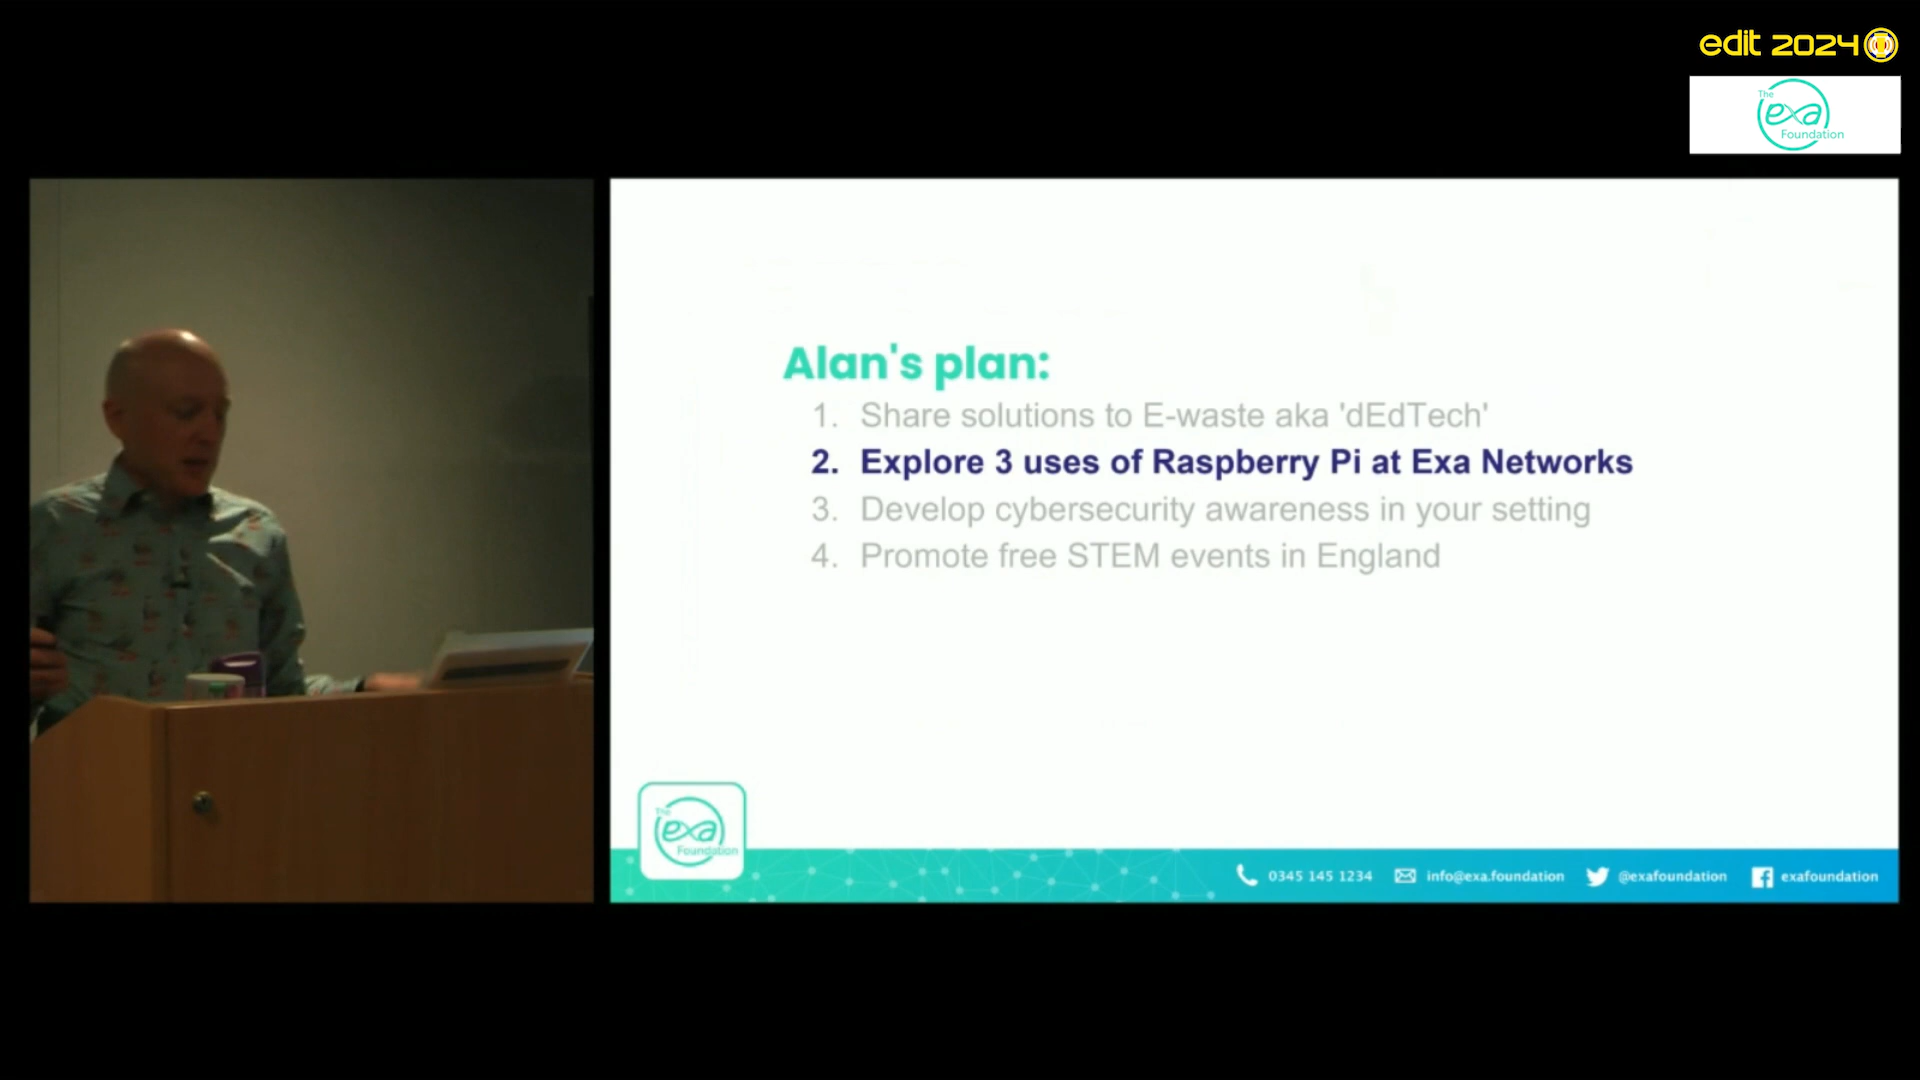 edit 2024
The
exa
Foundation
Alan's plan:
1. Share solutions to E-waste aka 'dEdTech'
2. Explore 3 uses of Raspberry Pi at Exa Networks
3. Develop cybersecurity awareness in your setting
4. Promote free STEM events in England
The
exa
Foundation
0345 145 1234 info@exa.foundation @exafoundation exafoundation